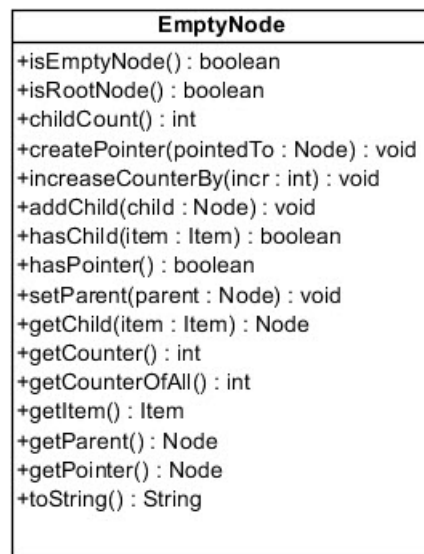 EmptyNode
+isEmptyNode() : boolean
+isRootNode() : boolean
+childCount() : int
+createPointer(pointedTo : Node) : void
+increaseCounterBy(incr : int) : void
+addChild(child : Node) : void
+hasChild(item : Item) : boolean
+hasPointer() : boolean
+setParent(parent : Node) : void
+getChild(item : Item) : Node
+getCounter() : int
+getCounterOfAll() : int
+getItem() : Item
+getParent() : Node
+getPointer() : Node
+toString() : String